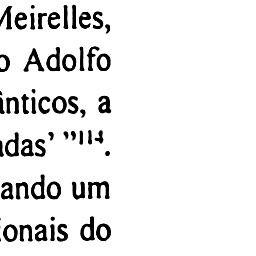 Meirelles,
o Adolfo
ânticos, a
adas’ ”¹¹⁴.
ando um
ionais do